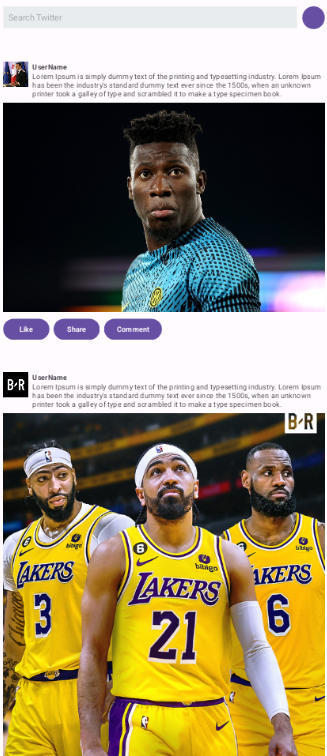 Search Twitter
UserName
Lorem Ipsum is simply dummy text of the printing and typesetting industry. Lorem Ipsum
has been the industry's standard dummy text ever since the 1500s, when an unknown
printer took a galley of type and scrambled it to make a type specimen book.
Like
Share
Comment
B/R
UserName
Lorem Ipsum is simply dummy text of the printing and typesetting industry. Lorem Ipsum
has been the industry's standard dummy text ever since the 1500s, when an unknown
printer took a galley of type and scrambled it to make a type specimen book.
B/R
6
bibigo
LAKERS
3
6
bibigo
LAKERS
21
bibigo
LAKERS
6